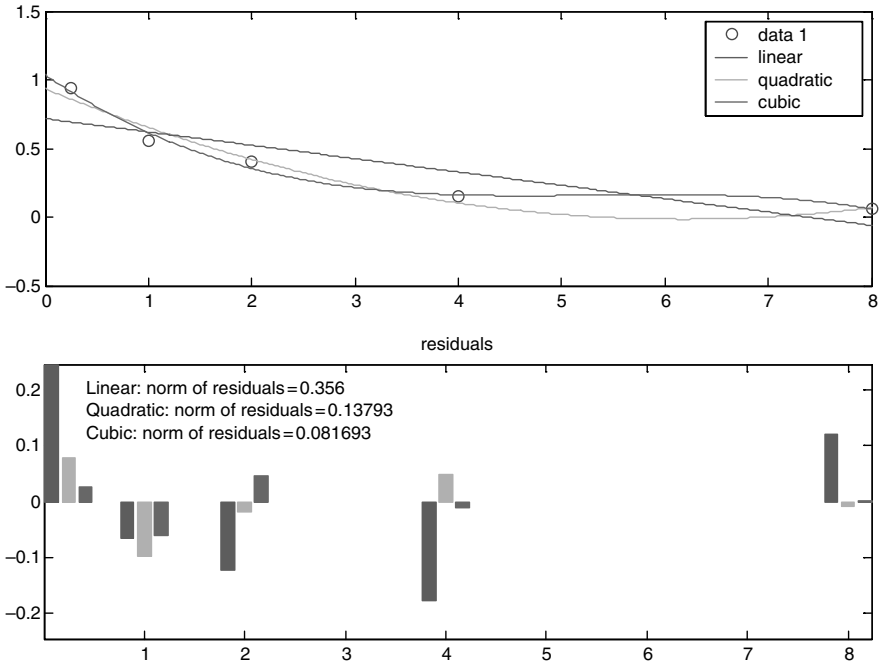 1.5
1
0.5
0
−0.5
data 1
linear
quadratic
cubic
0 1 2 3 4 5 6 7 8
residuals
0.2
0.1
0
−0.1
−0.2
Linear: norm of residuals=0.356
Quadratic: norm of residuals=0.13793
Cubic: norm of residuals=0.081693
1 2 3 4 5 6 7 8